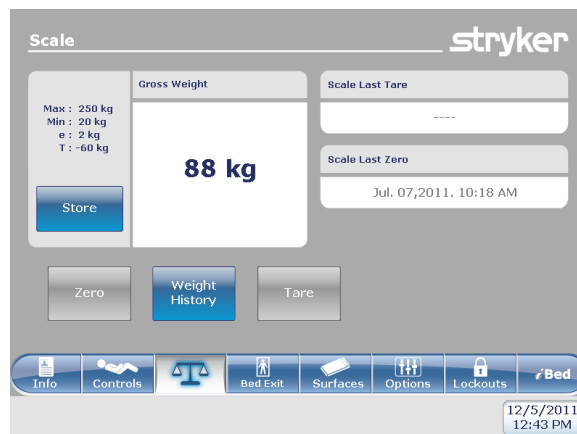 Scale
stryker
Max : 250 kg
Min : 20 kg
e : 2 kg
T : -60 kg
Store
Gross Weight
88 kg
Scale Last Tare
----
Scale Last Zero
Jul. 07,2011. 10:18 AM
Zero
Weight
History
Tare
Info
Controls
Bed Exit
Surfaces
Options
Lockouts
iBed
12/5/2011
12:43 PM